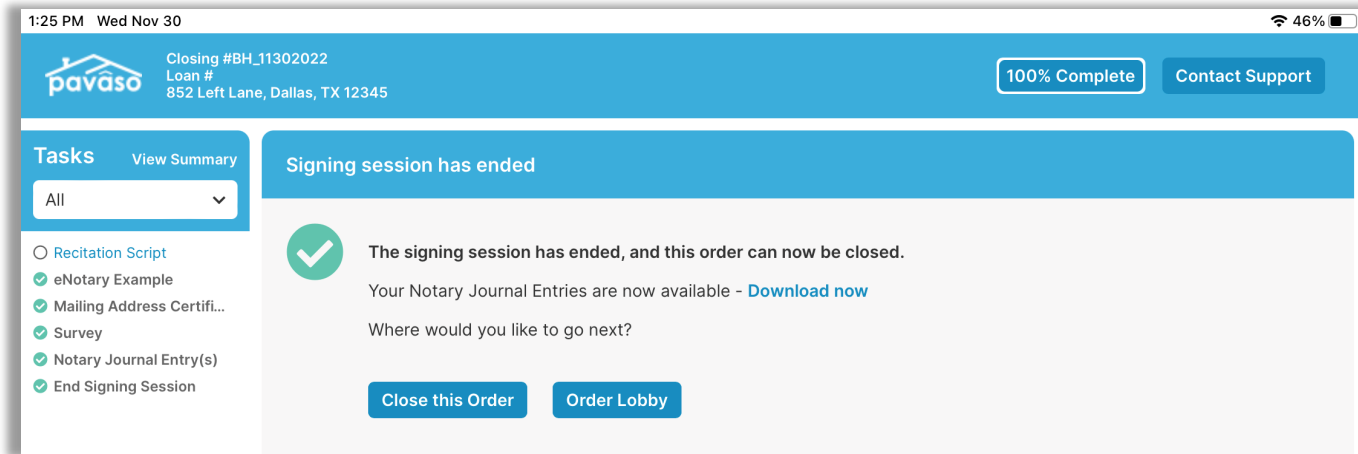 1:25 PM Wed Nov 30
46%
pavaso
Closing #BH_11302022
Loan #
852 Left Lane, Dallas, TX 12345
100% Complete
Contact Support
Tasks
View Summary
All
Recitation Script
eNotary Example
Mailing Address Certifi...
Survey
Notary Journal Entry(s)
End Signing Session
Signing session has ended
The signing session has ended, and this order can now be closed.
Your Notary Journal Entries are now available - Download now
Where would you like to go next?
Close this Order
Order Lobby